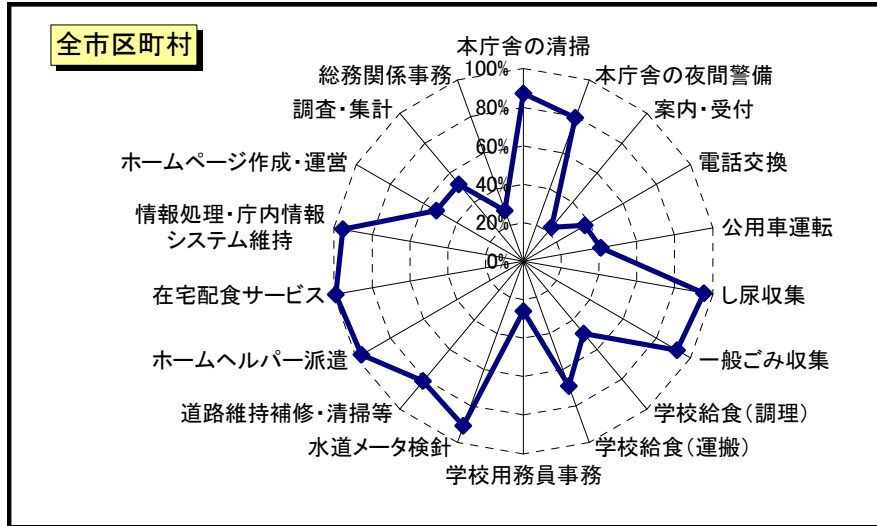 全市区町村
本庁舎の清掃
100%
80%
60%
40%
20%
0%
本庁舎の夜間警備
案内・受付
電話交換
公用車運転
し尿収集
一般ごみ収集
学校給食(調理)
学校給食(運搬)
学校用務員事務
水道メータ検針
道路維持補修・清掃等
ホームヘルパー派遣
在宅配食サービス
情報処理・庁内情報
システム維持
ホームページ作成・運営
調査・集計
総務関係事務